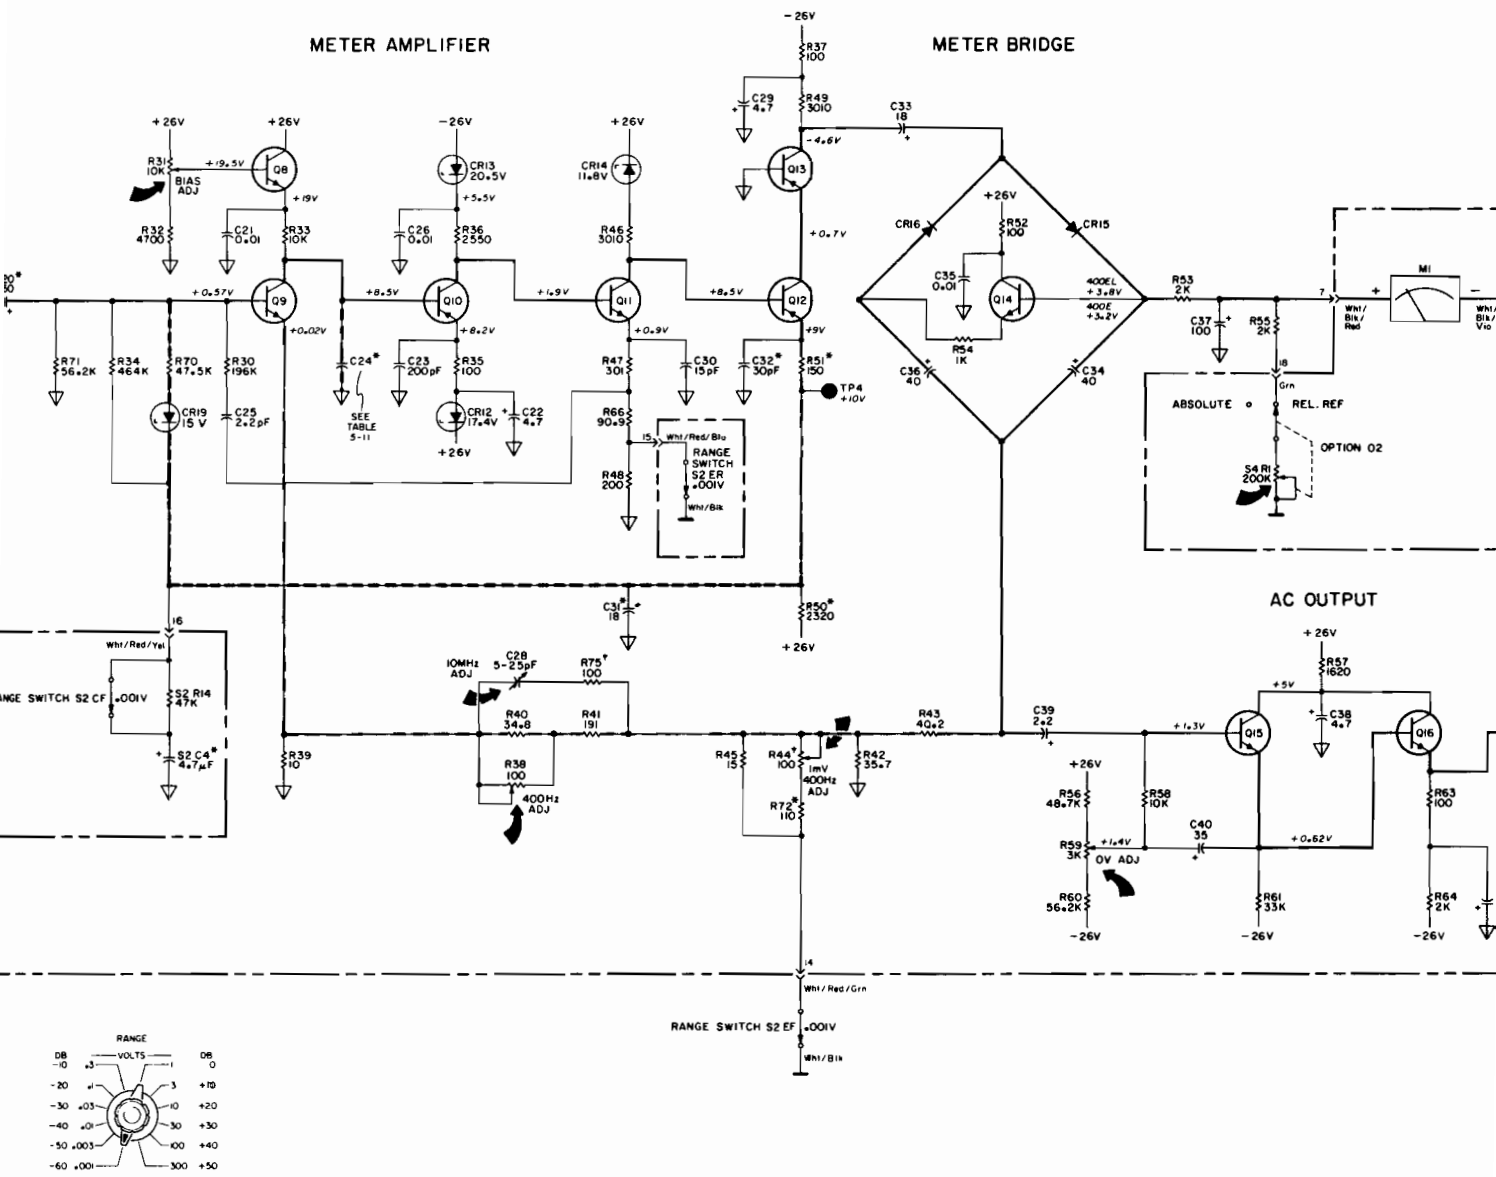 METER AMPLIFIER
METER BRIDGE
-26V
R37
100
C29
4.7
R49
3010
C33
18
-4.6V
Q13
+26V
R31
10K
BIAS
ADJ
+19.5V
+26V
Q8
+19V
R32
4700
C21
0.01
R33
10K
-26V
CR13
20.5V
+5.5V
C26
0.01
R36
2550
+26V
CR14
11.8V
R46
3010
+0.7V
+26V
R52
100
CR16
CR15
C35
0.01
Q14
400EL
+3.8V
400E
+3.2V
R54
1K
C36
40
C34
40
R53
2K
C37
100
R55
2K
7
Wht/
Blk/
Red
+
M1
-
Wht/
Blk/
Vio
18
Grn
ABSOLUTE
REL. REF
OPTION 02
S4 R1
200K
+0.57V
Q9
+0.02V
+8.5V
Q10
+8.2V
+1.9V
Q11
+0.9V
+8.5V
Q12
+9V
R71
56.2K
R34
464K
R70
47.5K
R30
196K
CR19
15 V
C25
2.2pF
C24*
SEE
TABLE
5-11
C23
200pF
R35
100
CR12
17.4V
C22
4.7
+26V
R47
301
C30
15pF
R66
90.9
R48
200
C32*
30pF
R51*
150
TP4
+10V
15
Wht/Red/Blu
RANGE
SWITCH
S2 ER
.001V
Wht/Blk
C31*
18
R50*
2320
+26V
AC OUTPUT
16
Wht/Red/Yel
RANGE SWITCH S2 CF
.001V
S2 R14
47K
S2 C4*
4.7µF
10MHz
ADJ
C28
5-25pF
R75†
100
R40
34.8
R41
191
R39
10
R38
100
400Hz
ADJ
R45
15
R44†
100
1mV
400Hz
ADJ
R42
35.7
R72*
110
R43
40.2
C39
2.2
+26V
R57
1620
+5V
C38
4.7
+1.3V
Q15
Q16
+26V
R56
48.7K
R58
10K
R59
3K
+1.4V
0V ADJ
C40
35
+0.62V
R63
100
R60
56.2K
-26V
R61
33K
-26V
R64
2K
-26V
14
Wht/Red/Grn
RANGE SWITCH S2 EF
.001V
Wht/Blk
RANGE
DB
VOLTS
DB
-10 .3 1 0
-20 .1 3 +10
-30 .03 10 +20
-40 .01 30 +30
-50 .003 100 +40
-60 .001 300 +50